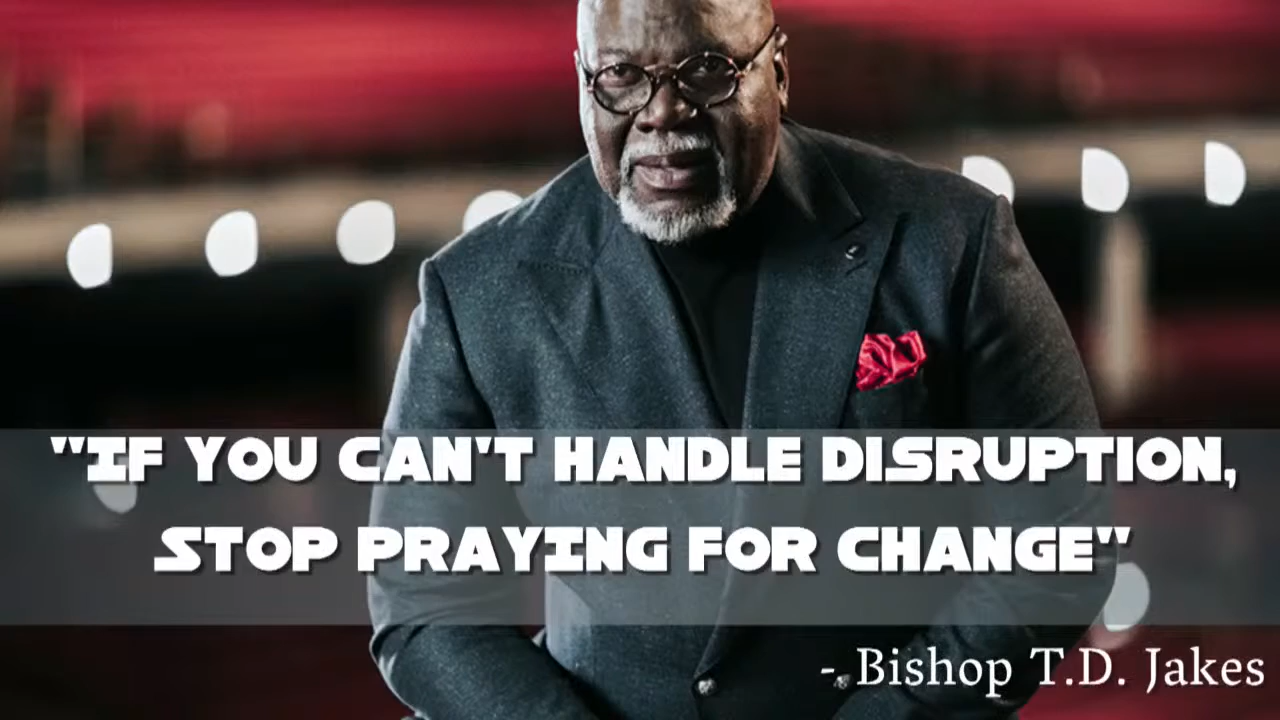 "IF YOU CAN'T HANDLE DISRUPTION,
STOP PRAYING FOR CHANGE"
- Bishop T.D. Jakes